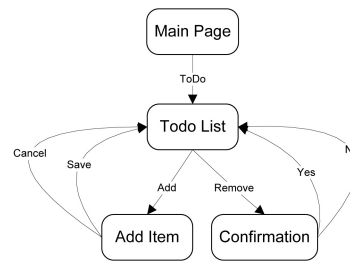 Main Page
ToDo
Todo List
Cancel
Save
Yes
Add
Remove
Add Item
Confirmation